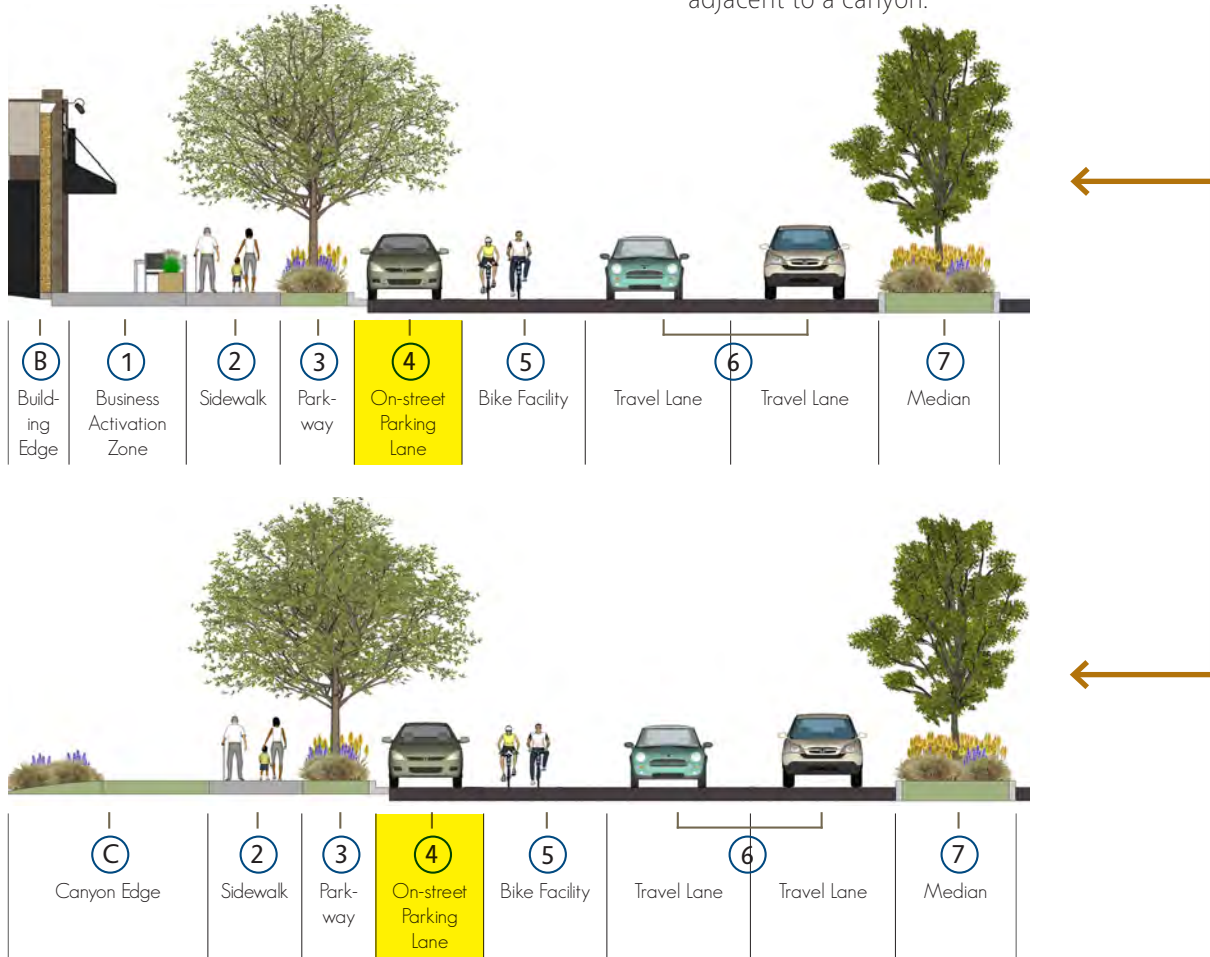 adjacent to a canyon.
B
Build-
ing
Edge
1
Business
Activation
Zone
2
Sidewalk
3
Park-
way
4
On-street
Parking
Lane
5
Bike Facility
6
Travel Lane
Travel Lane
7
Median
C
Canyon Edge
2
Sidewalk
3
Park-
way
4
On-street
Parking
Lane
5
Bike Facility
6
Travel Lane
Travel Lane
7
Median